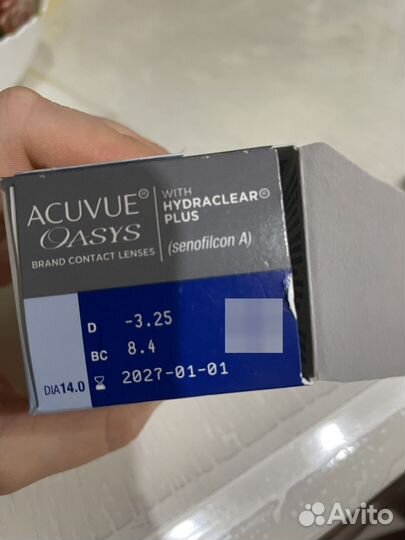 ACUVUE®
OASYS
BRAND CONTACT LENSES
WITH
HYDRACLEAR®
PLUS
(senofilcon A)
D -3.25
BC 8.4
2027-01-01
DIA14.0
Avito